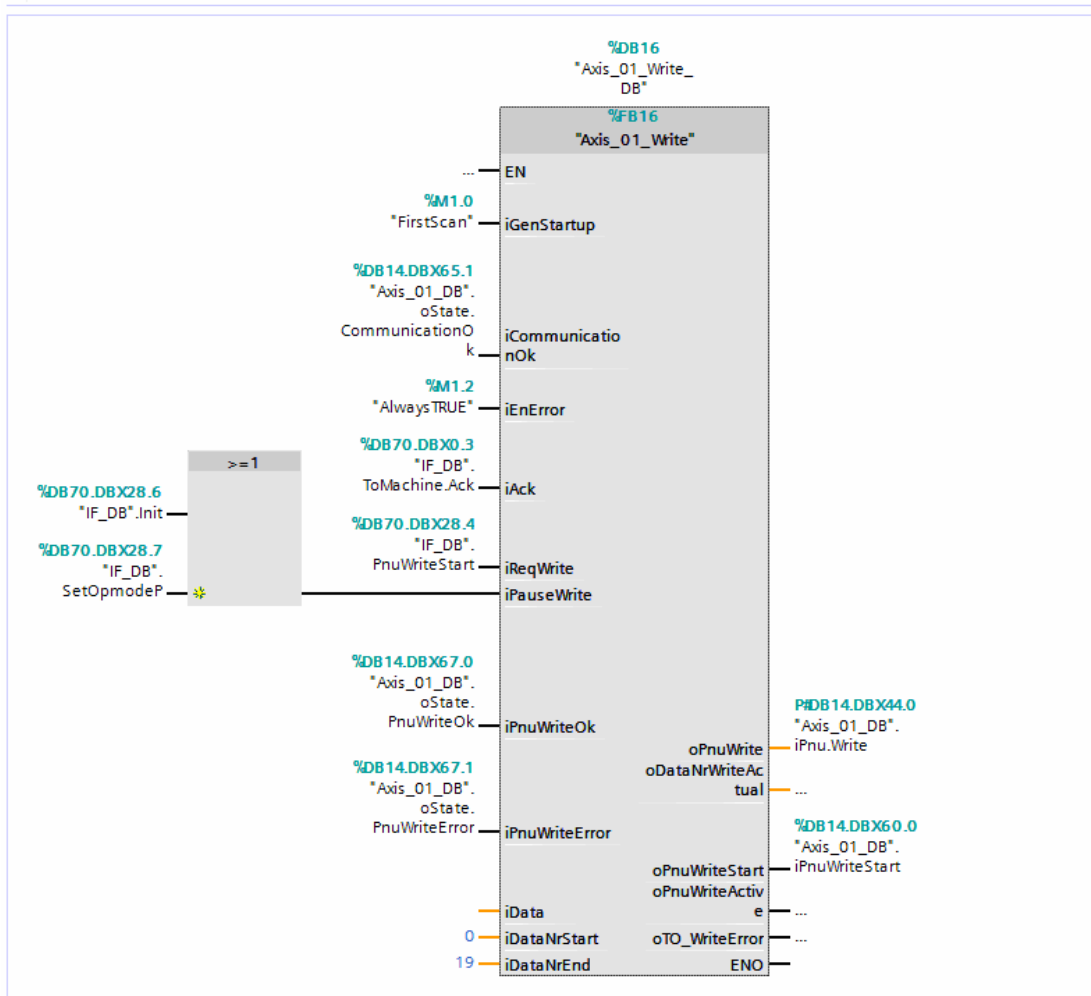 %DB16
"Axis_01_Write_
DB"
%FB16
"Axis_01_Write"
... EN
%M1.0
"FirstScan" iGenStartup
%DB14.DBX65.1
"Axis_01_DB".
oState.
CommunicationO
k
iCommunicatio
nOk
%M1.2
"AlwaysTRUE" iEnError
%DB70.DBX0.3
"IF_DB".
ToMachine.Ack iAck
>=1
%DB70.DBX28.6
"IF_DB".Init
%DB70.DBX28.7
"IF_DB".
SetOpmodeP
%DB70.DBX28.4
"IF_DB".
PnuWriteStart iReqWrite
iPauseWrite
%DB14.DBX67.0
"Axis_01_DB".
oState.
PnuWriteOk iPnuWriteOk
%DB14.DBX67.1
"Axis_01_DB".
oState.
PnuWriteError iPnuWriteError
iData
0 iDataNrStart
19 iDataNrEnd
P#DB14.DBX44.0
"Axis_01_DB".
oPnuWrite iPnu.Write
oDataNrWriteAc
tual ...
%DB14.DBX60.0
"Axis_01_DB".
oPnuWriteStart iPnuWriteStart
oPnuWriteActiv
e ...
oTO_WriteError ...
ENO